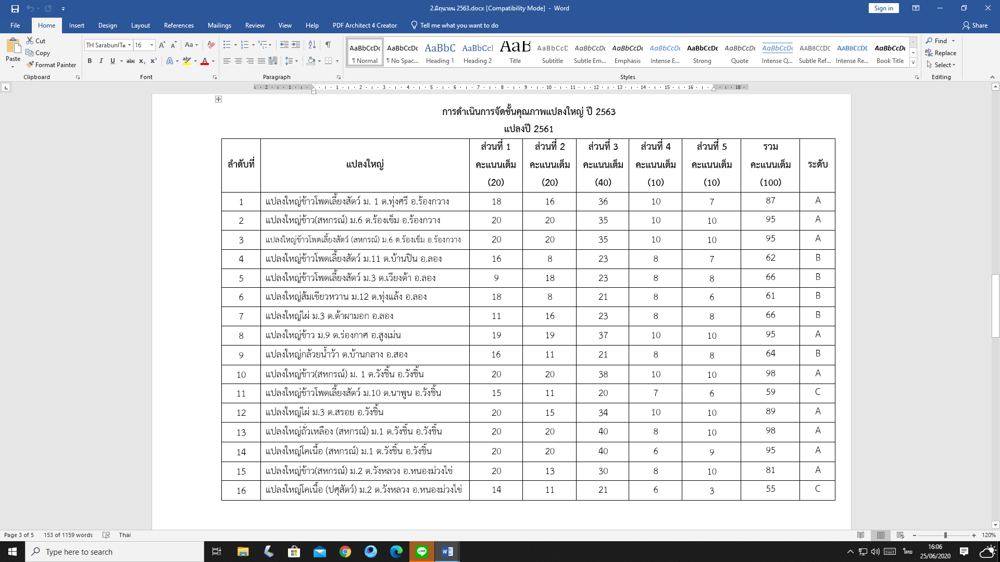 2.มิถุนายน 2563.docx [Compatibility Mode] - Word
Sign in
File Home Insert Design Layout References Mailings Review View Help PDF Architect 4 Creator Tell me what you want to do Share
Paste
Cut
Copy
Format Painter
Clipboard
TH SarabunIT๙ 16
Font
Paragraph
AaBbCcDc AaBbCcDc AaBbC AaBbCcI AaB AaBbCcD AaBbCcDc AaBbCcDc AaBbCcDc AaBbCcDc AaBbCcDc AaBbCcDc AABBCCDE AABBCCDE AaBbCcDc
¶ Normal ¶ No Spac... Heading 1 Heading 2 Title Subtitle Subtle Em... Emphasis Intense E... Strong Quote Intense Q... Subtle Ref... Intense Re... Book Title
Styles
Find
Replace
Select
Editing
2 1 1 2 3 4 5 6 7 8 9 10 11 12 13 14 15 16 18
การดำเนินการจัดชั้นคุณภาพแปลงใหญ่ ปี 2563
แปลงปี 2561
ลำดับที่ แปลงใหญ่ ส่วนที่ 1 คะแนนเต็ม (20) ส่วนที่ 2 คะแนนเต็ม (20) ส่วนที่ 3 คะแนนเต็ม (40) ส่วนที่ 4 คะแนนเต็ม (10) ส่วนที่ 5 คะแนนเต็ม (10) รวม คะแนนเต็ม (100) ระดับ
1 แปลงใหญ่ข้าวโพดเลี้ยงสัตว์ ม. 1 ต.ทุ่งศรี อ.ร้องกวาง 18 16 36 10 7 87 A
2 แปลงใหญ่ข้าว(สหกรณ์) ม.6 ต.ร้องเข็ม อ.ร้องกวาง 20 20 35 10 10 95 A
3 แปลงใหญ่ข้าวโพดเลี้ยงสัตว์ (สหกรณ์) ม.6 ต.ร้องเข็ม อ.ร้องกวาง 20 20 35 10 10 95 A
4 แปลงใหญ่ข้าวโพดเลี้ยงสัตว์ ม.11 ต.บ้านปิน อ.ลอง 16 8 23 8 7 62 B
5 แปลงใหญ่ข้าวโพดเลี้ยงสัตว์ ม.3 ต.เวียงต้า อ.ลอง 9 18 23 8 8 66 B
6 แปลงใหญ่ส้มเขียวหวาน ม.12 ต.ทุ่งแล้ง อ.ลอง 18 8 21 8 6 61 B
7 แปลงใหญ่ไผ่ ม.3 ต.ต้าผามอก อ.ลอง 11 16 23 8 8 66 B
8 แปลงใหญ่ข้าว ม.9 ต.ร่องกาศ อ.สูงเม่น 19 19 37 10 10 95 A
9 แปลงใหญ่กล้วยน้ำว้า ต.บ้านกลาง อ.สอง 16 11 21 8 8 64 B
10 แปลงใหญ่ข้าว(สหกรณ์) ม. 1 ต.วังชิ้น อ.วังชิ้น 20 20 38 10 10 98 A
11 แปลงใหญ่ข้าวโพดเลี้ยงสัตว์ ม.10 ต.นาพูน อ.วังชิ้น 15 11 20 7 6 59 C
12 แปลงใหญ่ไผ่ ม.3 ต.สรอย อ.วังชิ้น 20 15 34 10 10 89 A
13 แปลงใหญ่ถั่วเหลือง (สหกรณ์) ม.1 ต.วังชิ้น อ.วังชิ้น 20 20 40 8 10 98 A
14 แปลงใหญ่โคเนื้อ (สหกรณ์) ม.1 ต.วังชิ้น อ.วังชิ้น 20 20 40 6 9 95 A
15 แปลงใหญ่ข้าว(สหกรณ์) ม.2 ต.วังหลวง อ.หนองม่วงไข่ 20 13 30 8 10 81 A
16 แปลงใหญ่โคเนื้อ (ปศุสัตว์) ม.2 ต.วังหลวง อ.หนองม่วงไข่ 14 11 21 6 3 55 C
Page 3 of 5 153 of 1159 words Thai 120%
Type here to search
ไทย
16:06
25/06/2020